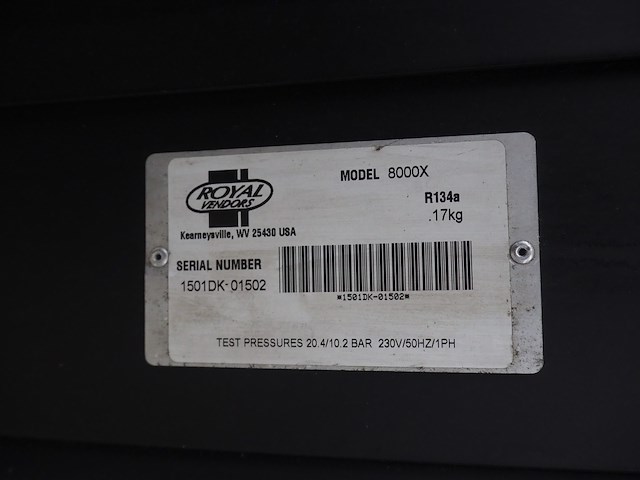 ROYAL
VENDORS
MODEL 8000X
R134a
.17kg
Kearneysville, WV 25430 USA
SERIAL NUMBER
1501DK-01502
*1501DK-01502*
TEST PRESSURES 20.4/10.2 BAR 230V/50HZ/1PH